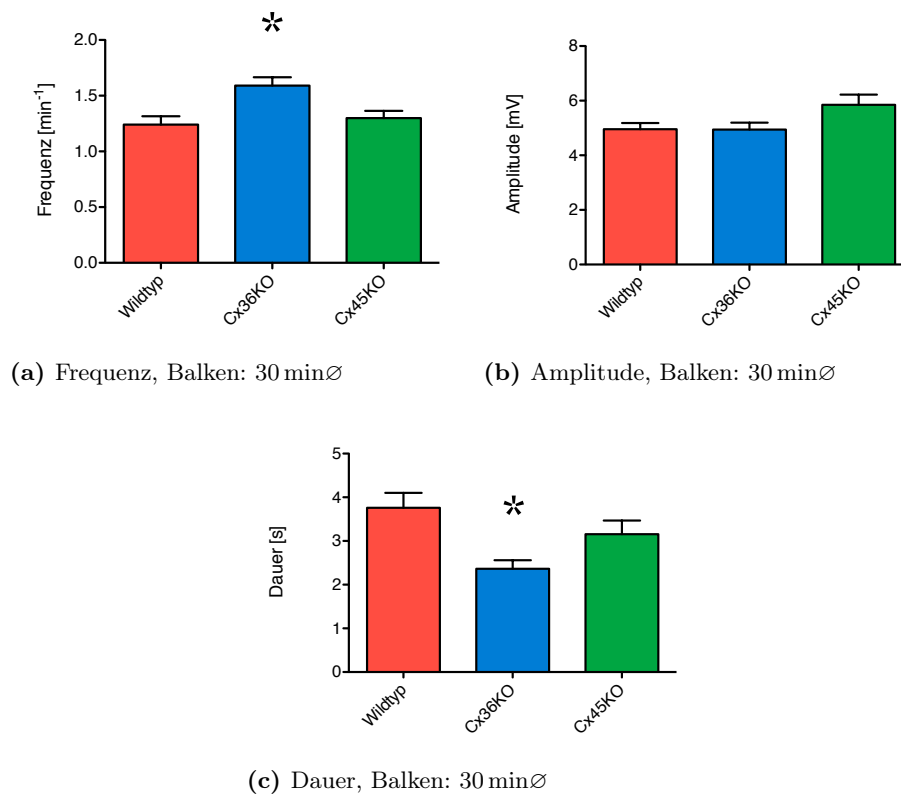 *
2.0
1.5
1.0
0.5
0.0
Frequenz [min⁻¹]
Wildtyp
Cx36KO
Cx45KO
(a) Frequenz, Balken: 30 min∅
8
6
4
2
0
Amplitude [mV]
Wildtyp
Cx36KO
Cx45KO
(b) Amplitude, Balken: 30 min∅
*
5
4
3
2
1
0
Dauer [s]
Wildtyp
Cx36KO
Cx45KO
(c) Dauer, Balken: 30 min∅